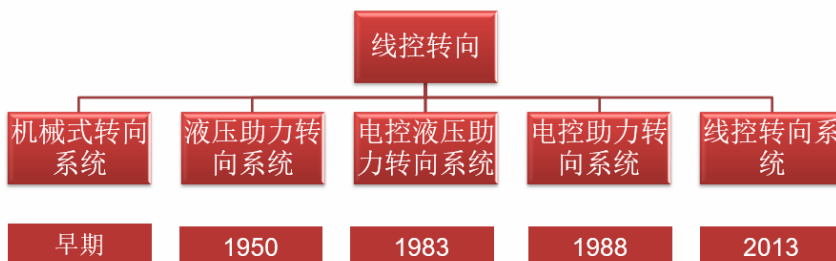 线控转向
机械式转向
系统
液压助力转
向系统
电控液压助
力转向系统
电控助力转
向系统
线控转向系
统
早期
1950
1983
1988
2013